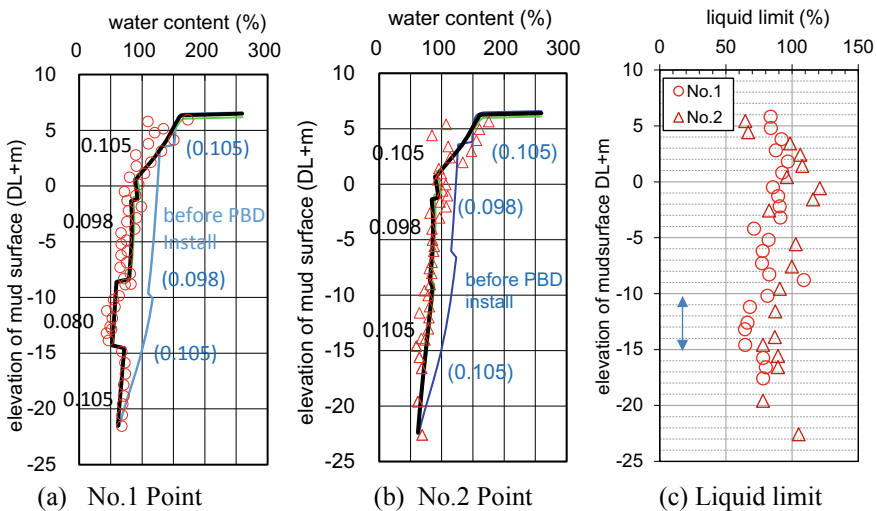 water content (%)
0 100 200 300
elevation of mud surface (DL+m)
10
5
0
-5
-10
-15
-20
-25
0.105
(0.105)
0.098
before PBD
Install
(0.098)
0.080
(0.105)
0.105
(a) No.1 Point
water content (%)
0 100 200 300
elevation of mud surface (DL+m)
10
5
0
-5
-10
-15
-20
-25
0.105
(0.105)
(0.098)
0.098
before PBD
install
0.105
(0.105)
(b) No.2 Point
liquid limit (%)
0 50 100 150
elevation of mudsurface DL+m)
10
5
0
-5
-10
-15
-20
-25
No.1
No.2
(c) Liquid limit